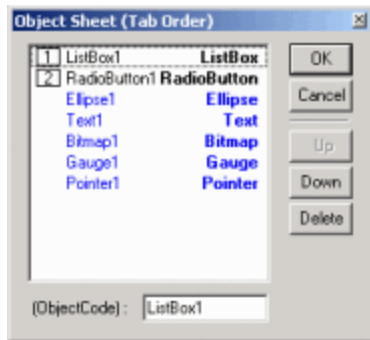 Object Sheet (Tab Order)
1 ListBox1 ListBox
2 RadioButton1 RadioButton
Ellipse1 Ellipse
Text1 Text
Bitmap1 Bitmap
Gauge1 Gauge
Pointer1 Pointer
OK
Cancel
Up
Down
Delete
(ObjectCode) : ListBox1